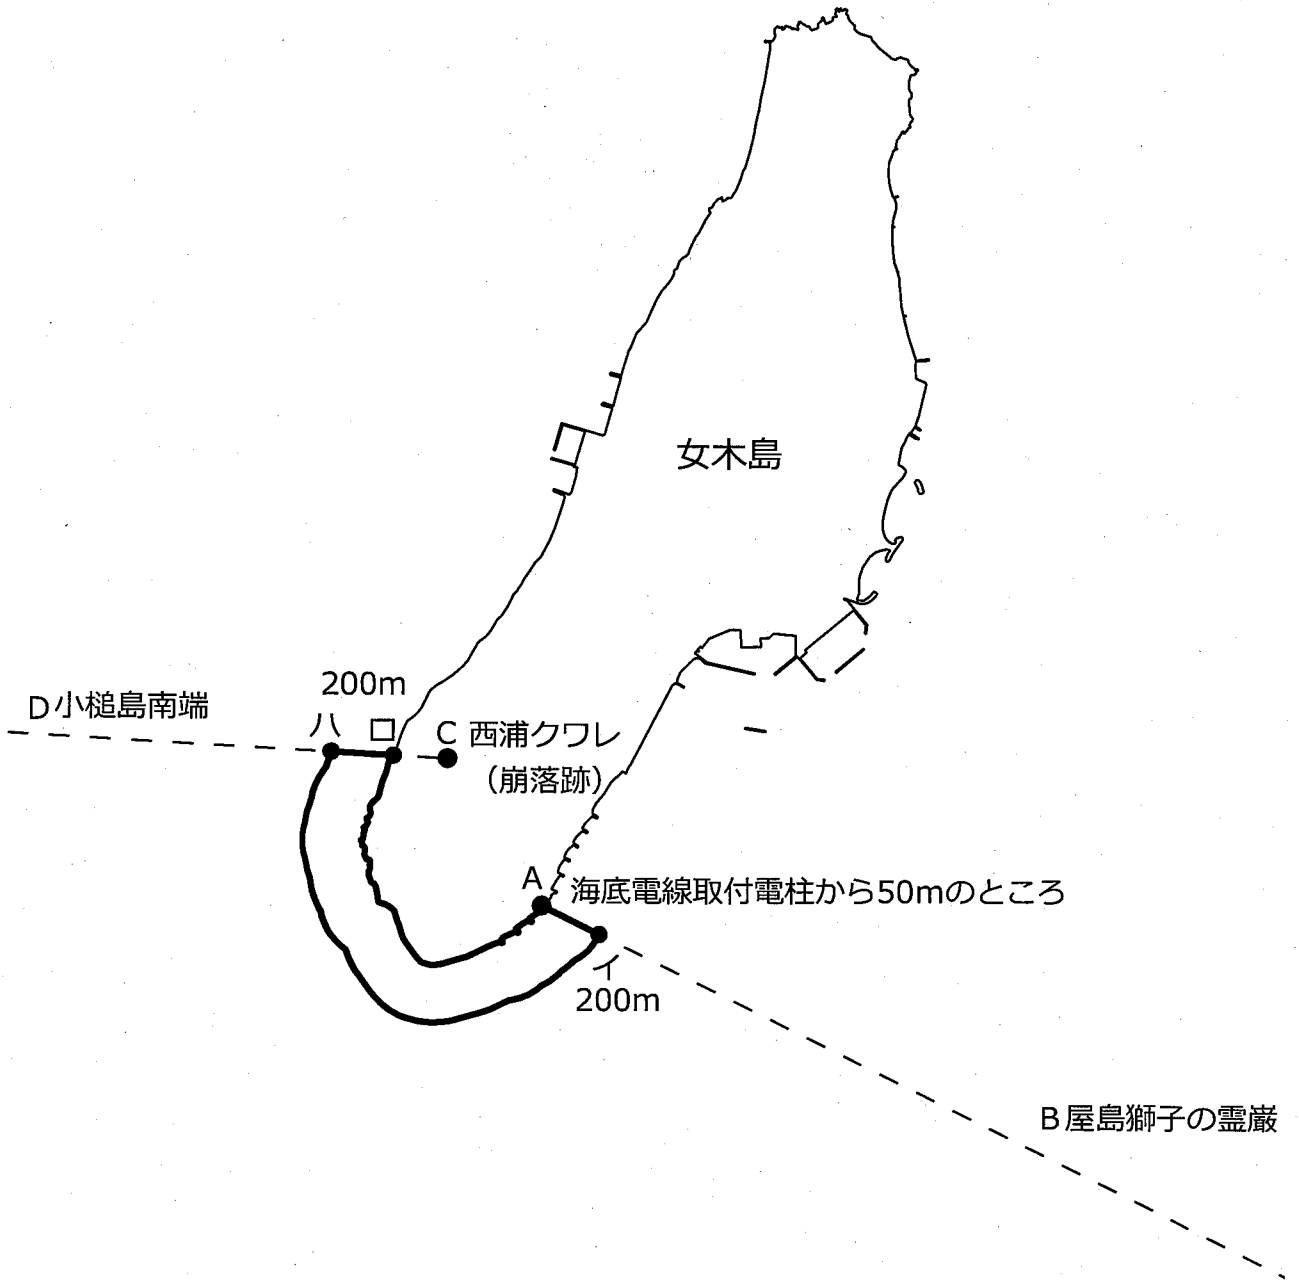 女木島
200m
D小槌島南端
ハ
ロ
C 西浦クワレ
（崩落跡）
A
海底電線取付電柱から50mのところ
イ
200m
B屋島獅子の霊巌